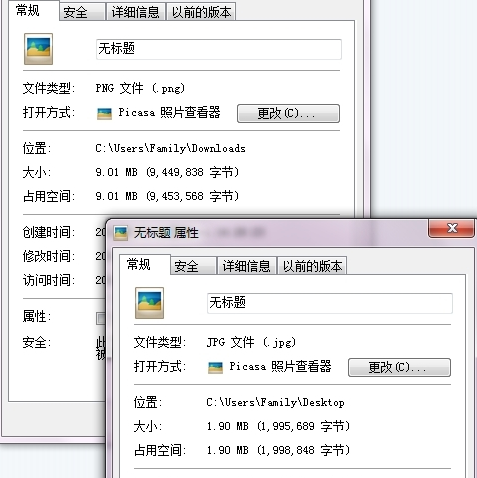 常规 安全 详细信息 以前的版本
无标题
文件类型: PNG 文件 (.png)
打开方式: Picasa 照片查看器 更改(C)...
位置: C:\Users\Family\Downloads
大小: 9.01 MB (9,449,838 字节)
占用空间: 9.01 MB (9,453,568 字节)
创建时间: 20
修改时间: 20
访问时间: 20
属性:
安全: 此
无标题 属性
常规 安全 详细信息 以前的版本
无标题
文件类型: JPG 文件 (.jpg)
打开方式: Picasa 照片查看器 更改(C)...
位置: C:\Users\Family\Desktop
大小: 1.90 MB (1,995,689 字节)
占用空间: 1.90 MB (1,998,848 字节)